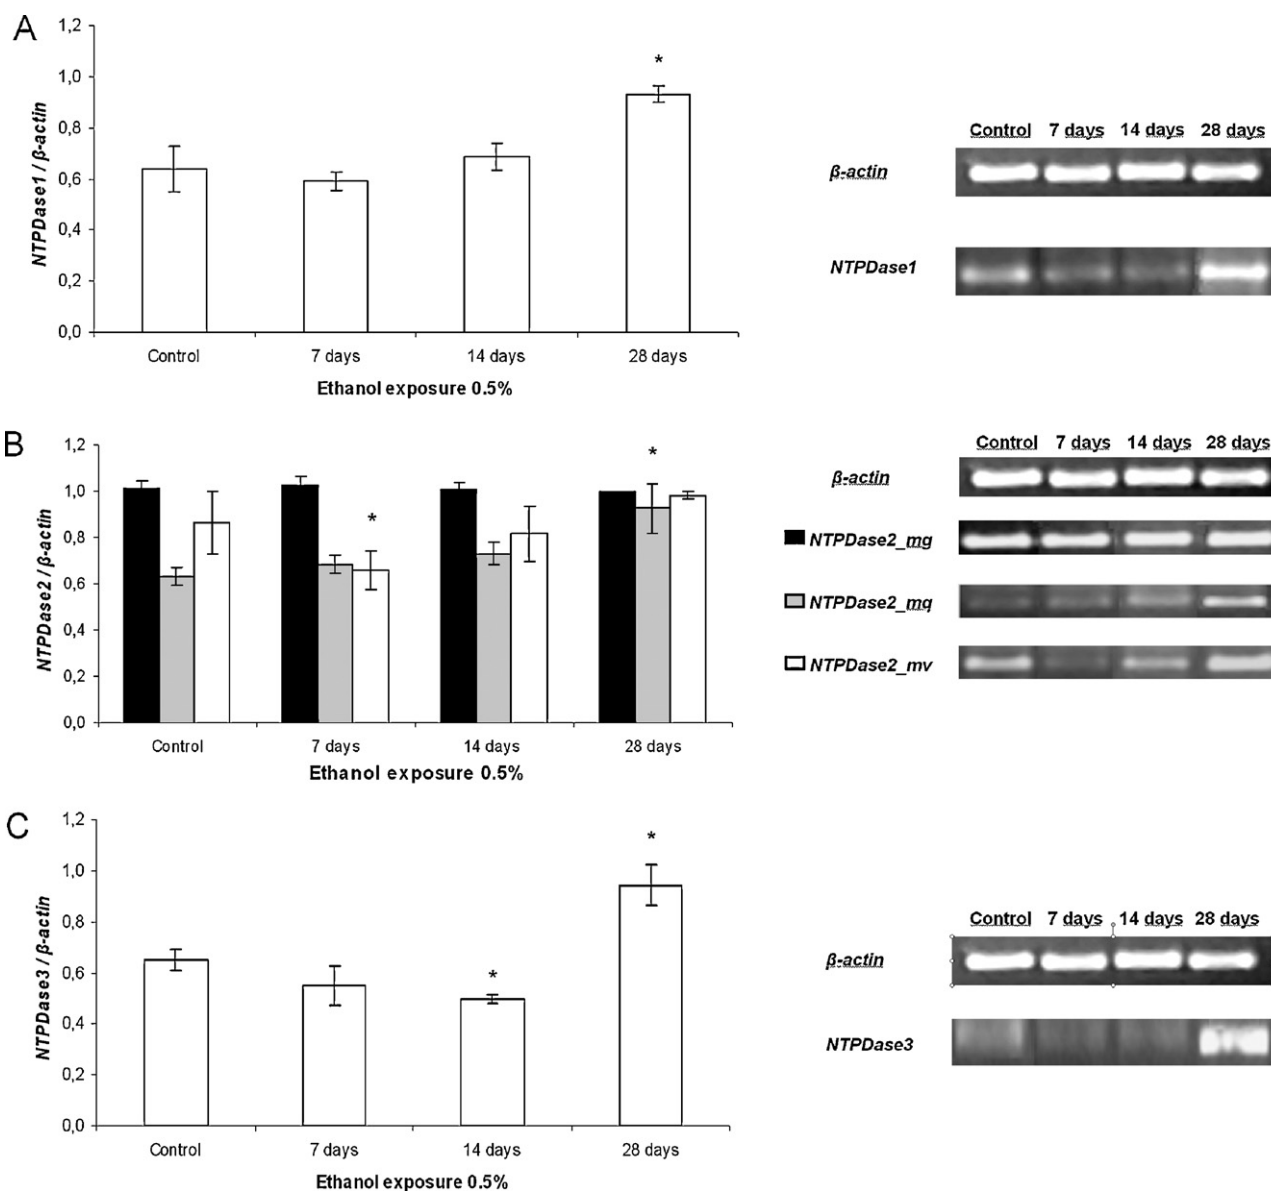 A
NTPDase1 / β-actin
1,2
1,0
0,8
0,6
0,4
0,2
0,0
*
Control 7 days 14 days 28 days
Ethanol exposure 0.5%
Control 7 days 14 days 28 days
β-actin
NTPDase1
B
NTPDase2 / β-actin
1,2
1,0
0,8
0,6
0,4
0,2
0,0
* *
Control 7 days 14 days 28 days
Ethanol exposure 0.5%
Control 7 days 14 days 28 days
β-actin
NTPDase2_mg
NTPDase2_mq
NTPDase2_mv
C
NTPDase3 / β-actin
1,2
1,0
0,8
0,6
0,4
0,2
0,0
* *
Control 7 days 14 days 28 days
Ethanol exposure 0.5%
Control 7 days 14 days 28 days
β-actin
NTPDase3